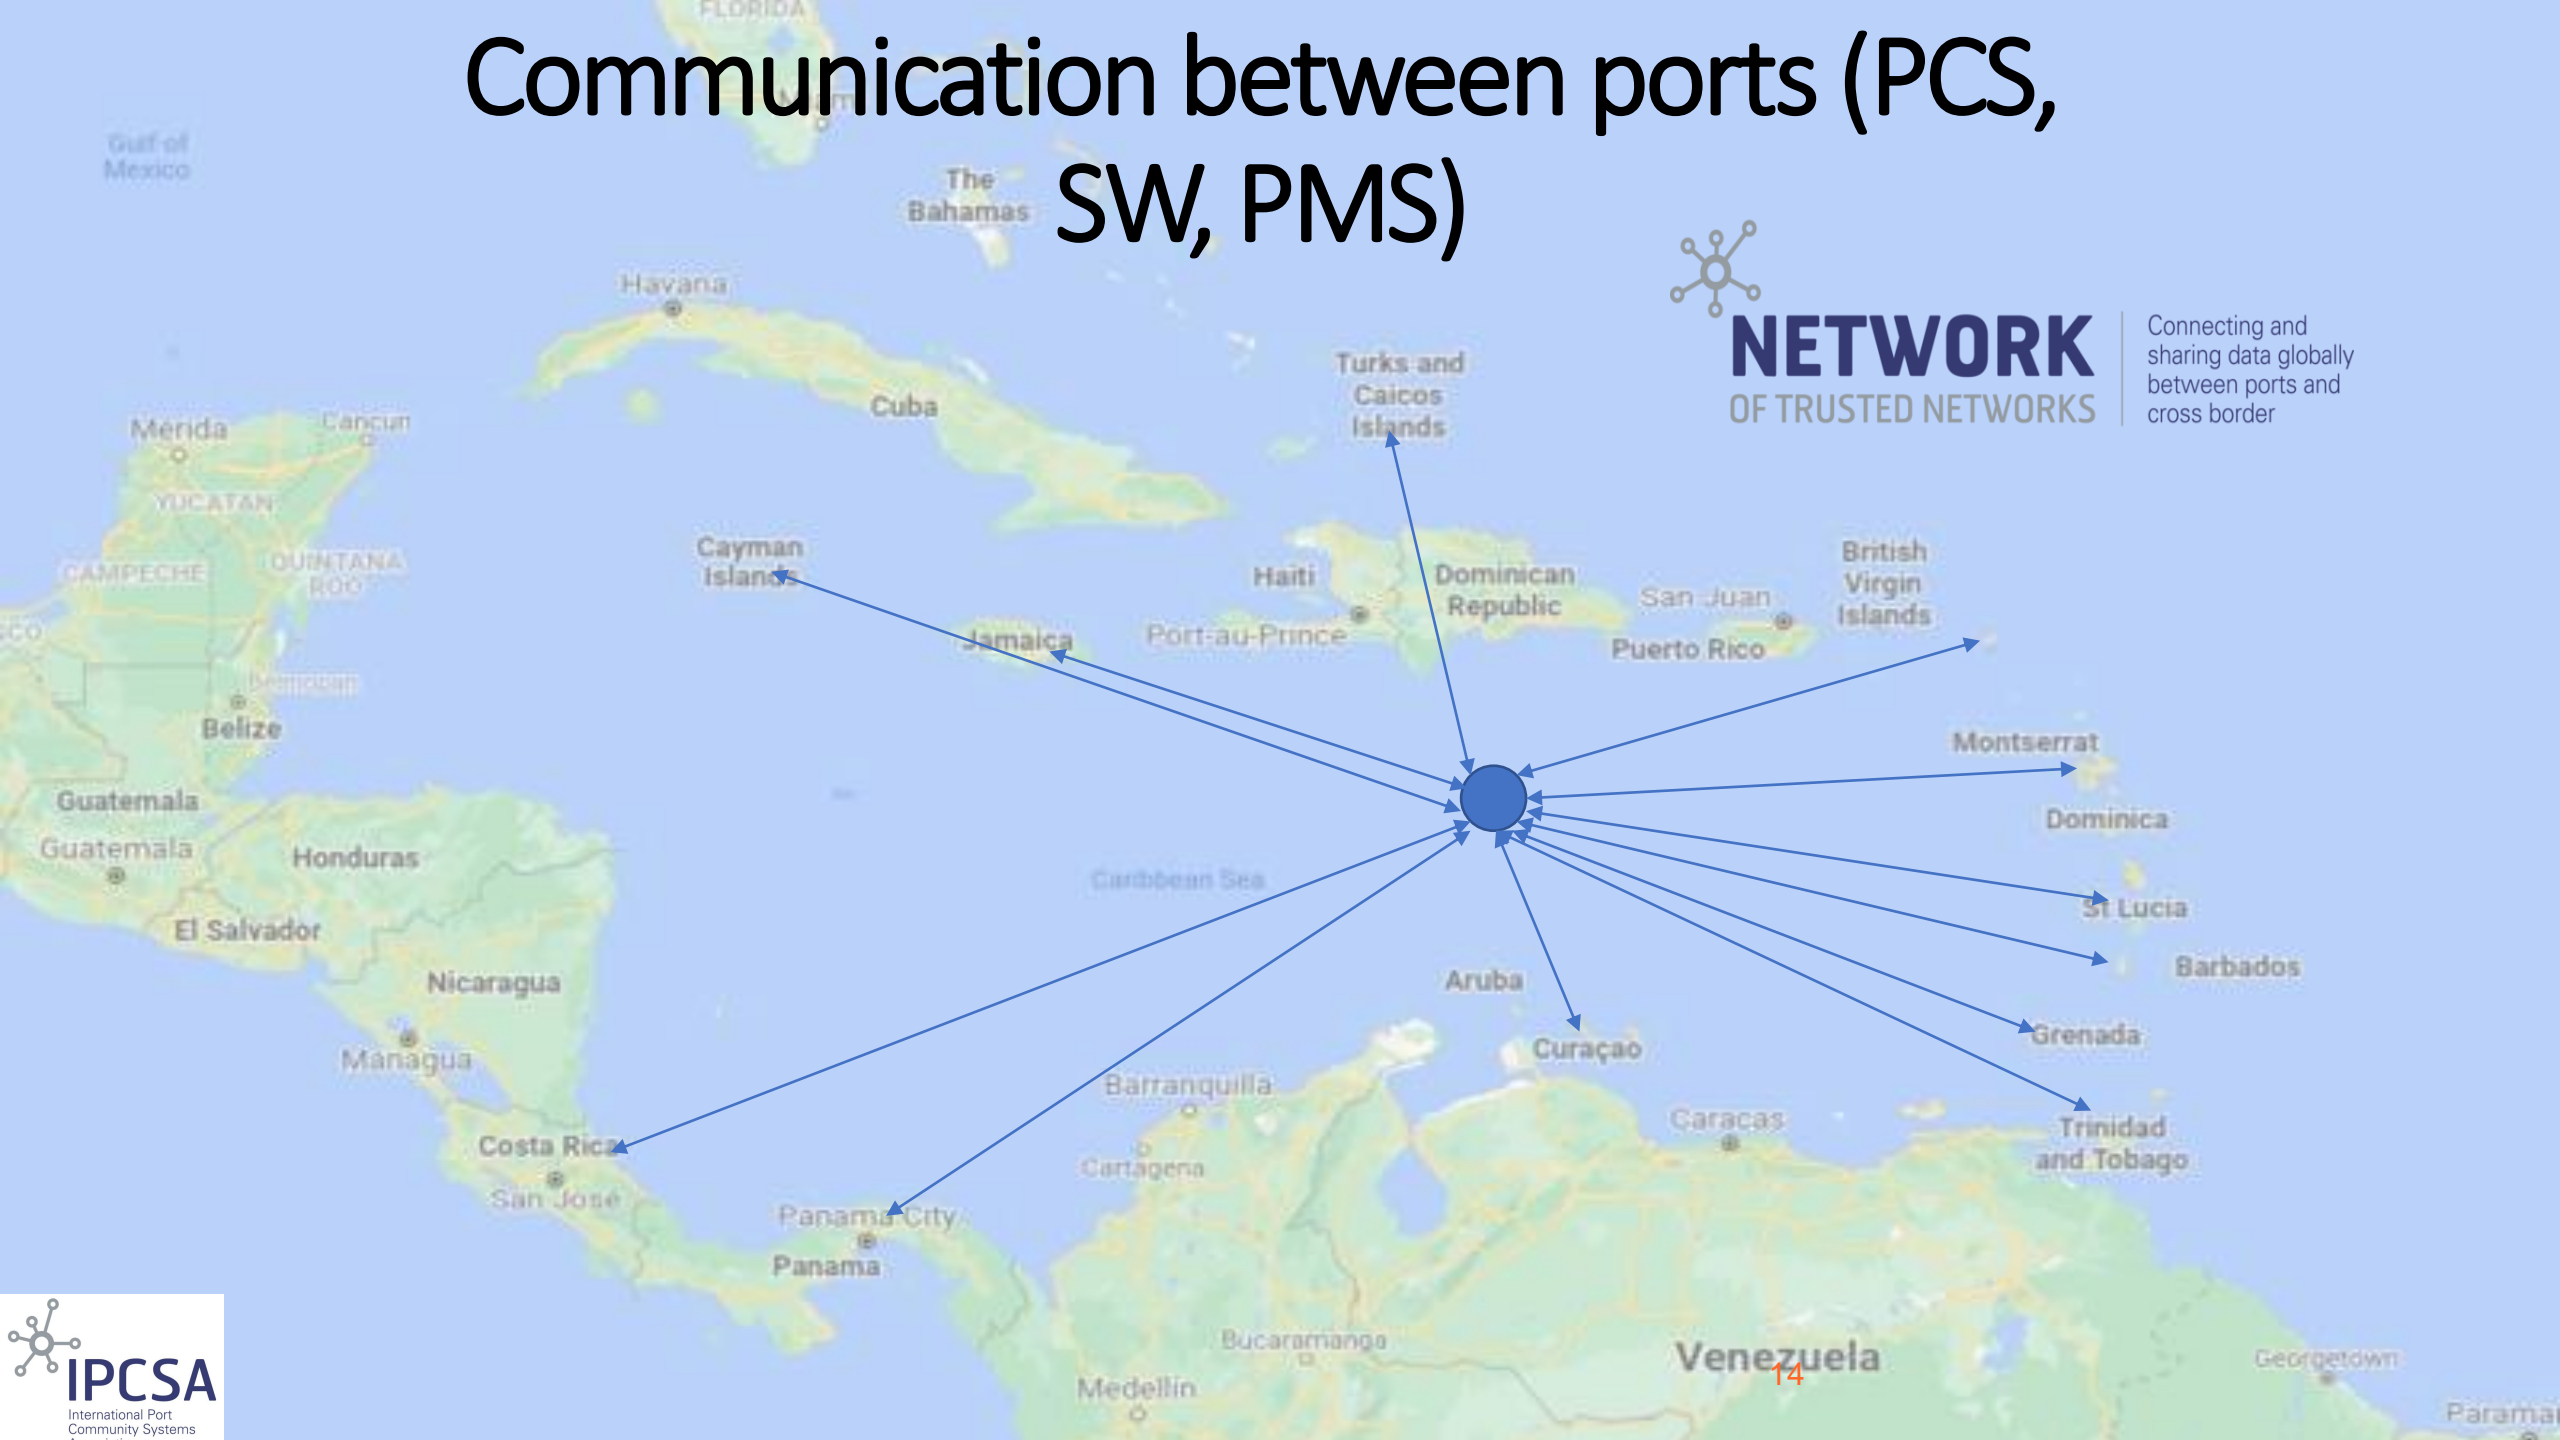 FLORIDA
Communication between ports (PCS,
SW, PMS)
Gulf of
Mexico
The
Bahamas
Havana
NETWORK
OF TRUSTED NETWORKS
Connecting and
sharing data globally
between ports and
cross border
Turks and
Caicos
Islands
Cuba
Mérida
Cancun
YUCATAN
CAMPECHE
QUINTANA
ROO
Cayman
Islands
Haiti
Dominican
Republic
British
Virgin
Islands
San Juan
Jamaica
Port-au-Prince
Puerto Rico
Belmopan
Belize
Montserrat
Guatemala
Dominica
Guatemala
Honduras
Caribbean Sea
St Lucia
El Salvador
Barbados
Nicaragua
Aruba
Grenada
Managua
Curaçao
Barranquilla
Caracas
Trinidad
and Tobago
Costa Rica
Cartagena
San José
Panama City
Panama
Bucaramanga
Venezuela
14
Georgetown
Medellín
IPCSA
International Port
Community Systems